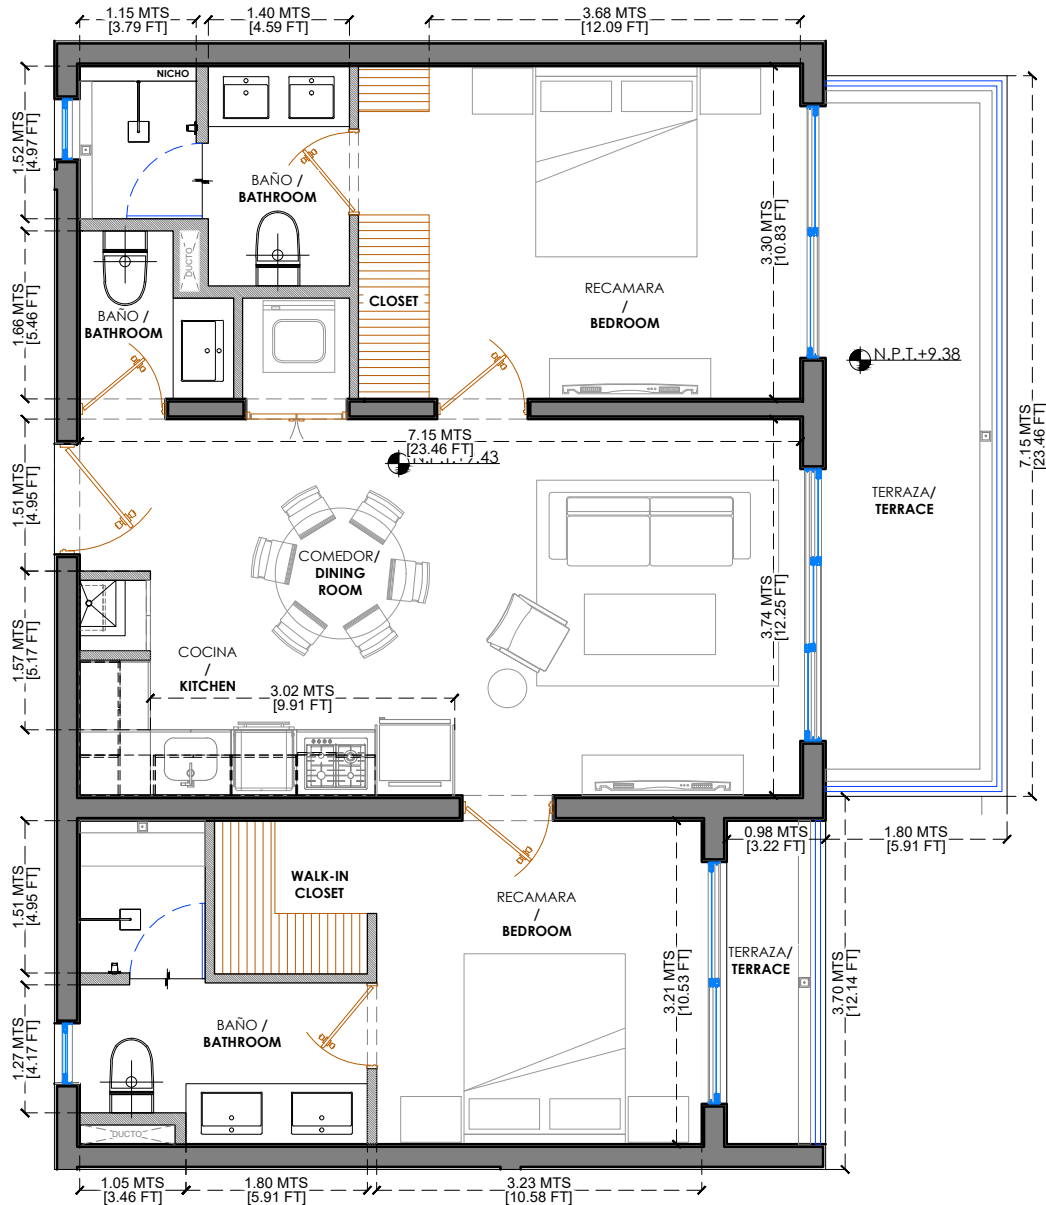 1.15 MTS
[3.79 FT]
1.40 MTS
[4.59 FT]
3.68 MTS
[12.09 FT]
NICHO
1.52 MTS
[4.97 FT]
BAÑO /
BATHROOM
3.30 MTS
[10.83 FT]
DUCTO
1.66 MTS
[5.46 FT]
BAÑO /
BATHROOM
CLOSET
RECAMARA
/
BEDROOM
N.P.T.+9.38
7.15 MTS
[23.46 FT]
7.15 MTS
[23.46 FT]
1.51 MTS
[4.95 FT]
TERRAZA/
TERRACE
COMEDOR/
DINING
ROOM
3.74 MTS
[12.25 FT]
1.57 MTS
[5.17 FT]
COCINA
/
KITCHEN
3.02 MTS
[9.91 FT]
0.98 MTS
[3.22 FT]
1.80 MTS
[5.91 FT]
1.51 MTS
[4.95 FT]
WALK-IN
CLOSET
RECAMARA
/
BEDROOM
TERRAZA/
TERRACE
3.21 MTS
[10.53 FT]
3.70 MTS
[12.14 FT]
1.27 MTS
[4.17 FT]
BAÑO /
BATHROOM
DUCTO
1.05 MTS
[3.46 FT]
1.80 MTS
[5.91 FT]
3.23 MTS
[10.58 FT]